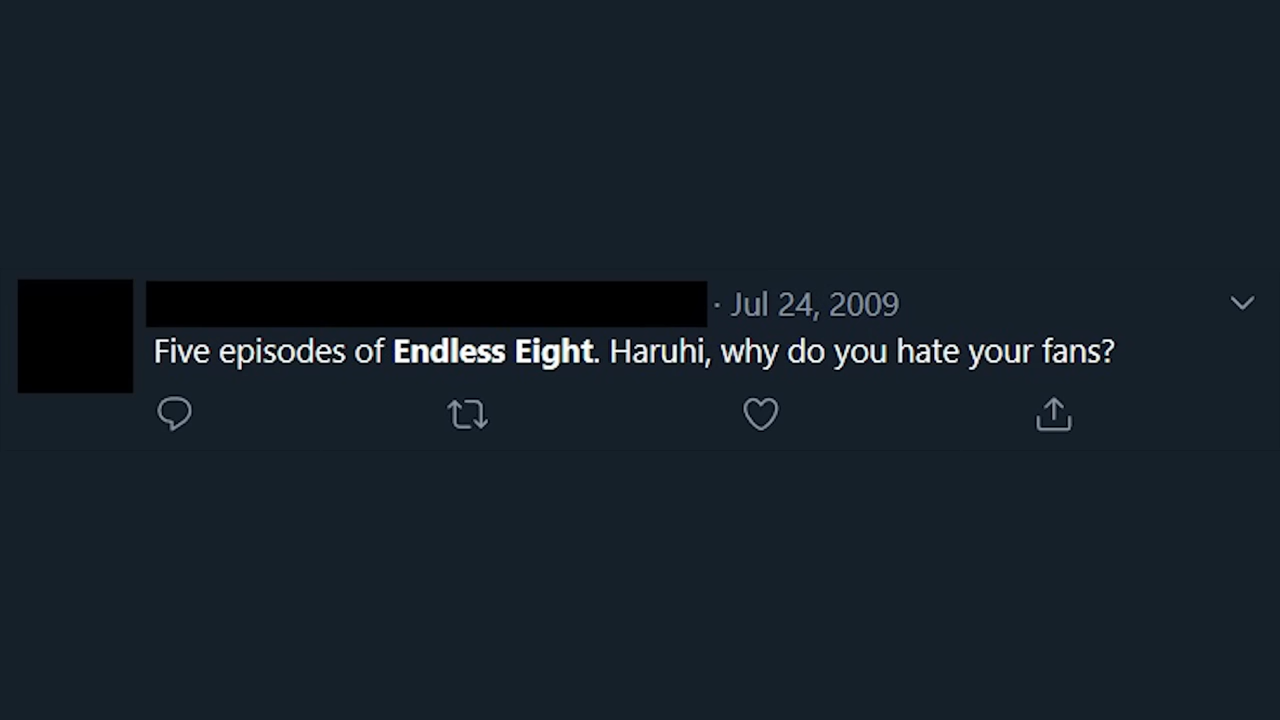 · Jul 24, 2009
Five episodes of Endless Eight. Haruhi, why do you hate your fans?